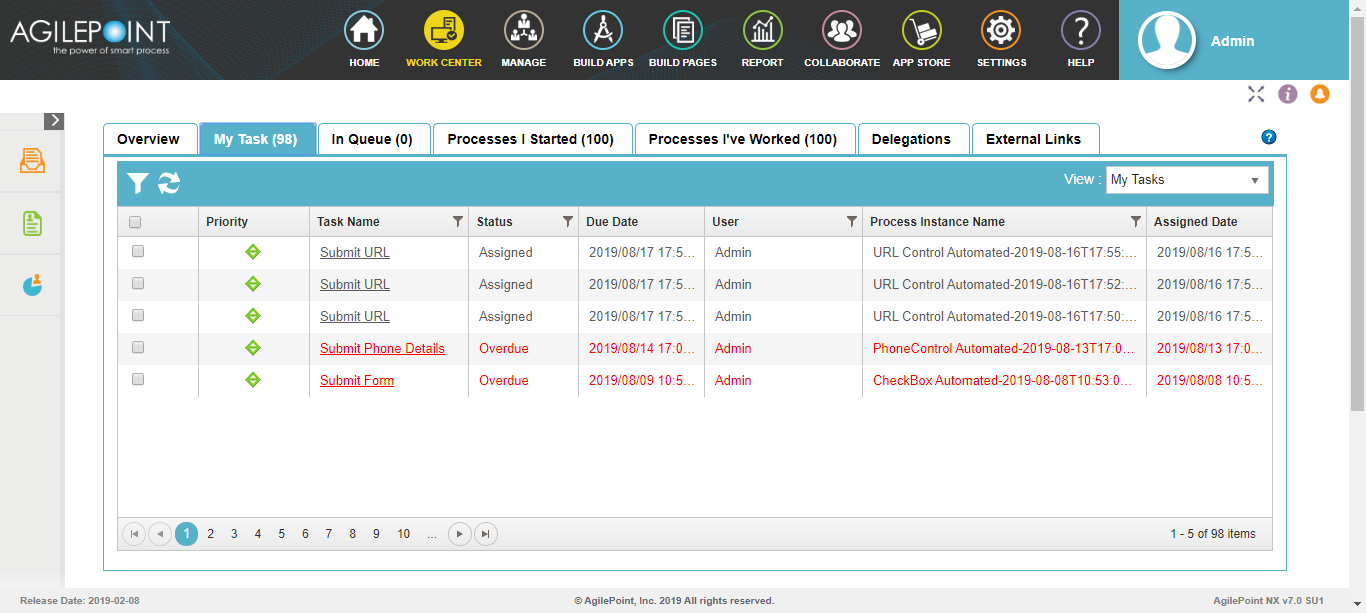 AGILEPOINT
the power of smart process
HOME WORK CENTER MANAGE BUILD APPS BUILD PAGES REPORT COLLABORATE APP STORE SETTINGS HELP
Admin
Overview My Task (98) In Queue (0) Processes I Started (100) Processes I've Worked (100) Delegations External Links
View : My Tasks
Priority Task Name Status Due Date User Process Instance Name Assigned Date
Submit URL Assigned 2019/08/17 17:5... Admin URL Control Automated-2019-08-16T17:55:... 2019/08/16 17:5...
Submit URL Assigned 2019/08/17 17:5... Admin URL Control Automated-2019-08-16T17:52:... 2019/08/16 17:5...
Submit URL Assigned 2019/08/17 17:5... Admin URL Control Automated-2019-08-16T17:50:... 2019/08/16 17:5...
Submit Phone Details Overdue 2019/08/14 17:0... Admin PhoneControl Automated-2019-08-13T17:0... 2019/08/13 17:0...
Submit Form Overdue 2019/08/09 10:5... Admin CheckBox Automated-2019-08-08T10:53:0... 2019/08/08 10:5...
1 2 3 4 5 6 7 8 9 10 ... 1 - 5 of 98 items
Release Date: 2019-02-08 © AgilePoint, Inc. 2019 All rights reserved. AgilePoint NX v7.0 SU1